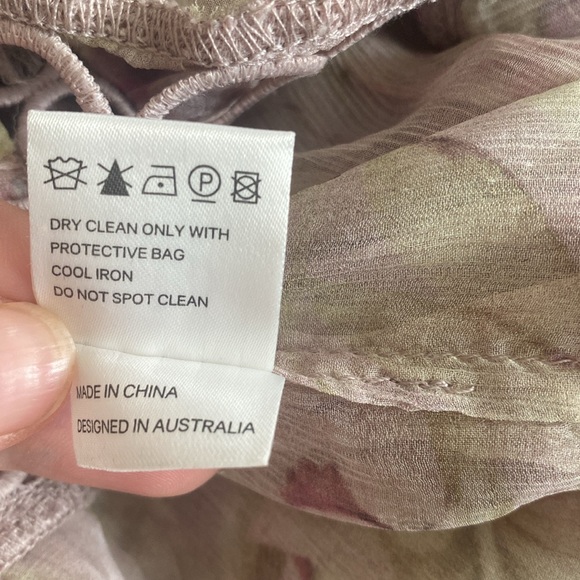 P
DRY CLEAN ONLY WITH
PROTECTIVE BAG
COOL IRON
DO NOT SPOT CLEAN
MADE IN CHINA
DESIGNED IN AUSTRALIA